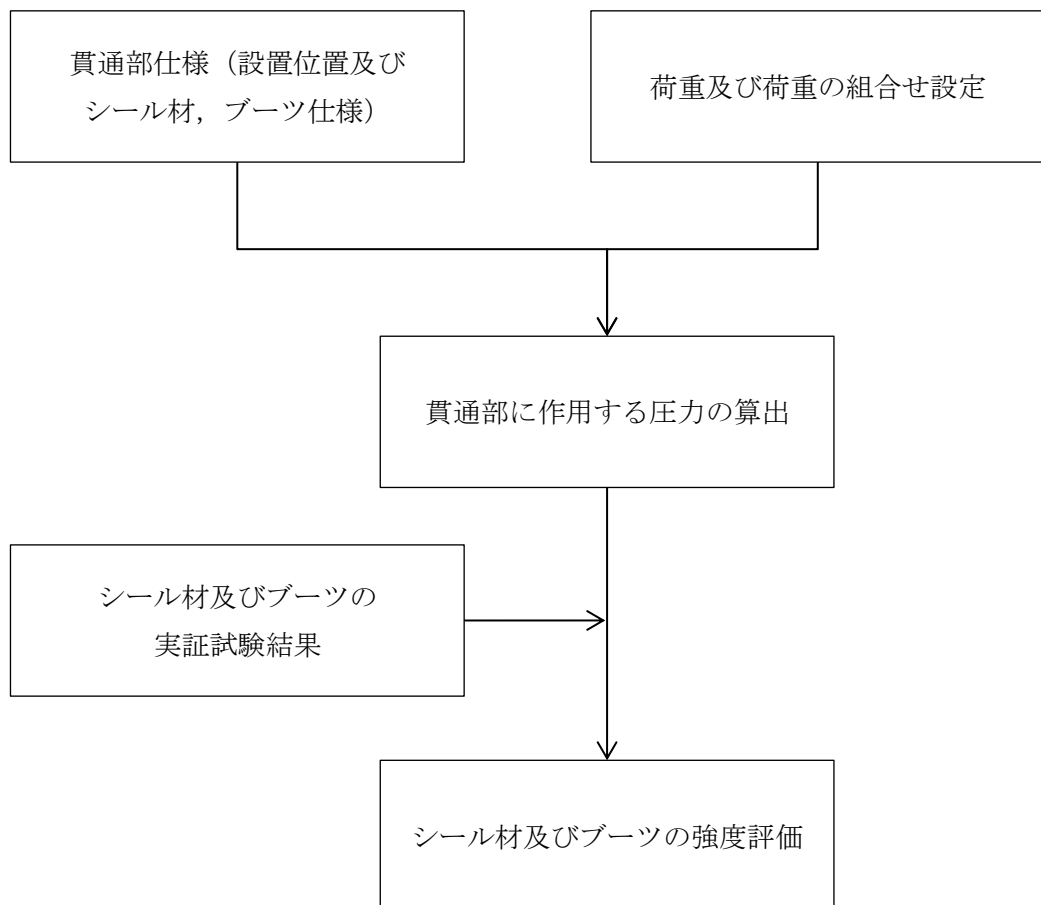 貫通部仕様（設置位置及び
シール材，ブーツ仕様）
荷重及び荷重の組合せ設定
貫通部に作用する圧力の算出
シール材及びブーツの
実証試験結果
シール材及びブーツの強度評価